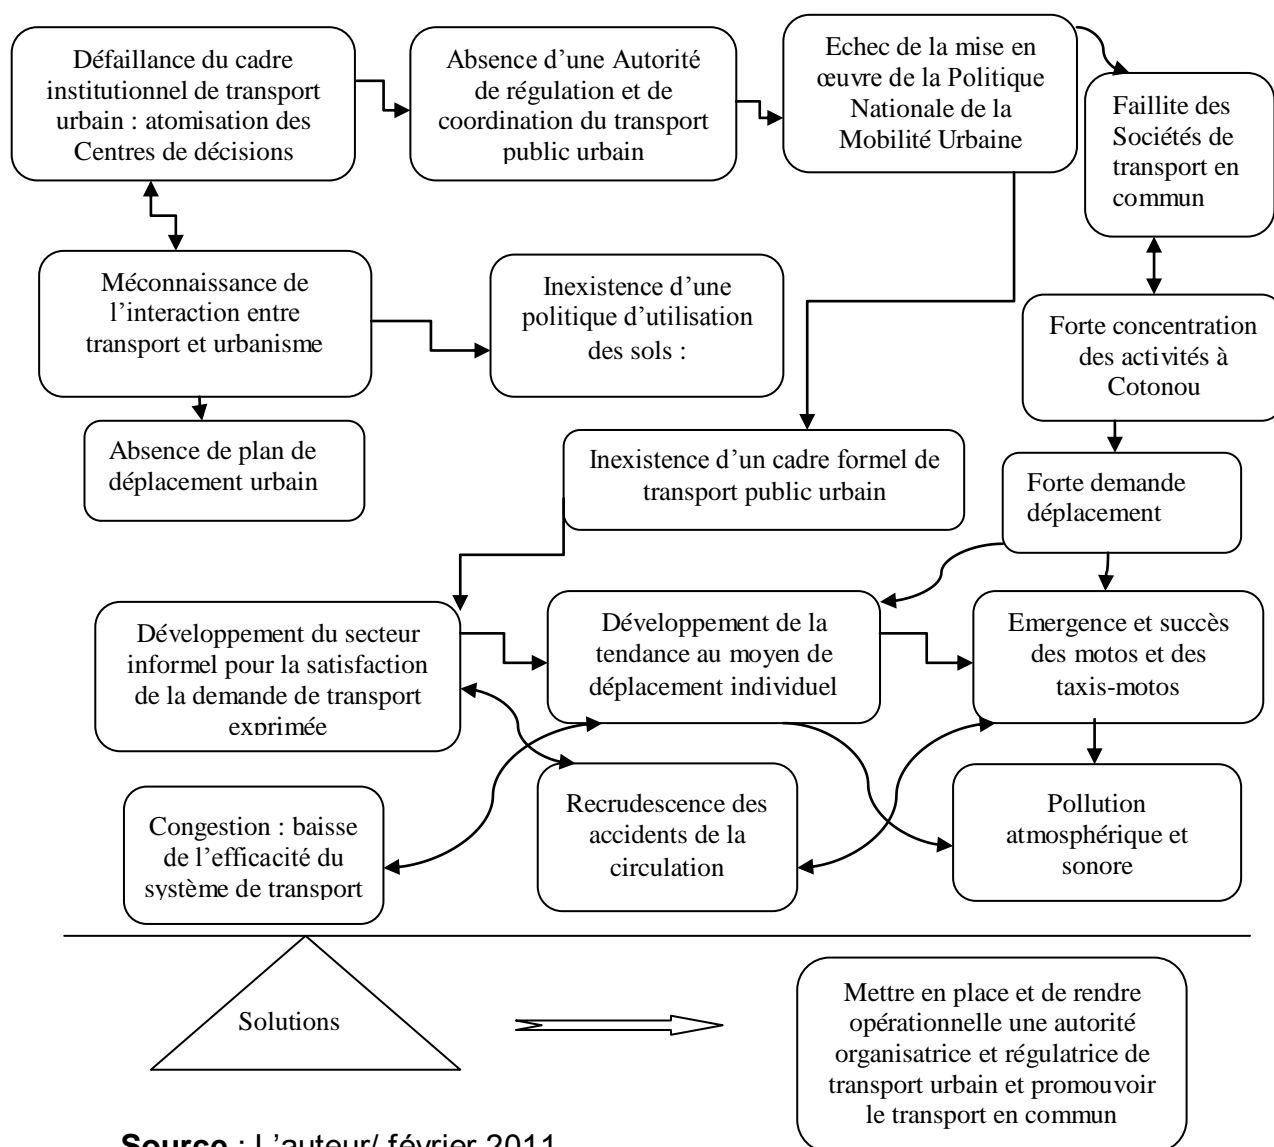 Défaillance du cadre
institutionnel de transport
urbain : atomisation des
Centres de décisions
Absence d’une Autorité
de régulation et de
coordination du transport
public urbain
Echec de la mise en
œuvre de la Politique
Nationale de la
Mobilité Urbaine
Faillite des
Sociétés de
transport en
commun
Méconnaissance de
l’interaction entre
transport et urbanisme
Inexistence d’une
politique d’utilisation
des sols :
Forte concentration
des activités à
Cotonou
Absence de plan de
déplacement urbain
Inexistence d’un cadre formel de
transport public urbain
Forte demande
déplacement
Développement du secteur
informel pour la satisfaction
de la demande de transport
exprimée
Développement de la
tendance au moyen de
déplacement individuel
Emergence et succès
des motos et des
taxis-motos
Congestion : baisse
de l’efficacité du
système de transport
Recrudescence des
accidents de la
circulation
Pollution
atmosphérique et
sonore
Solutions
Mettre en place et de rendre
opérationnelle une autorité
organisatrice et régulatrice de
transport urbain et promouvoir
le transport en commun
Source : L’auteur/ février 2011